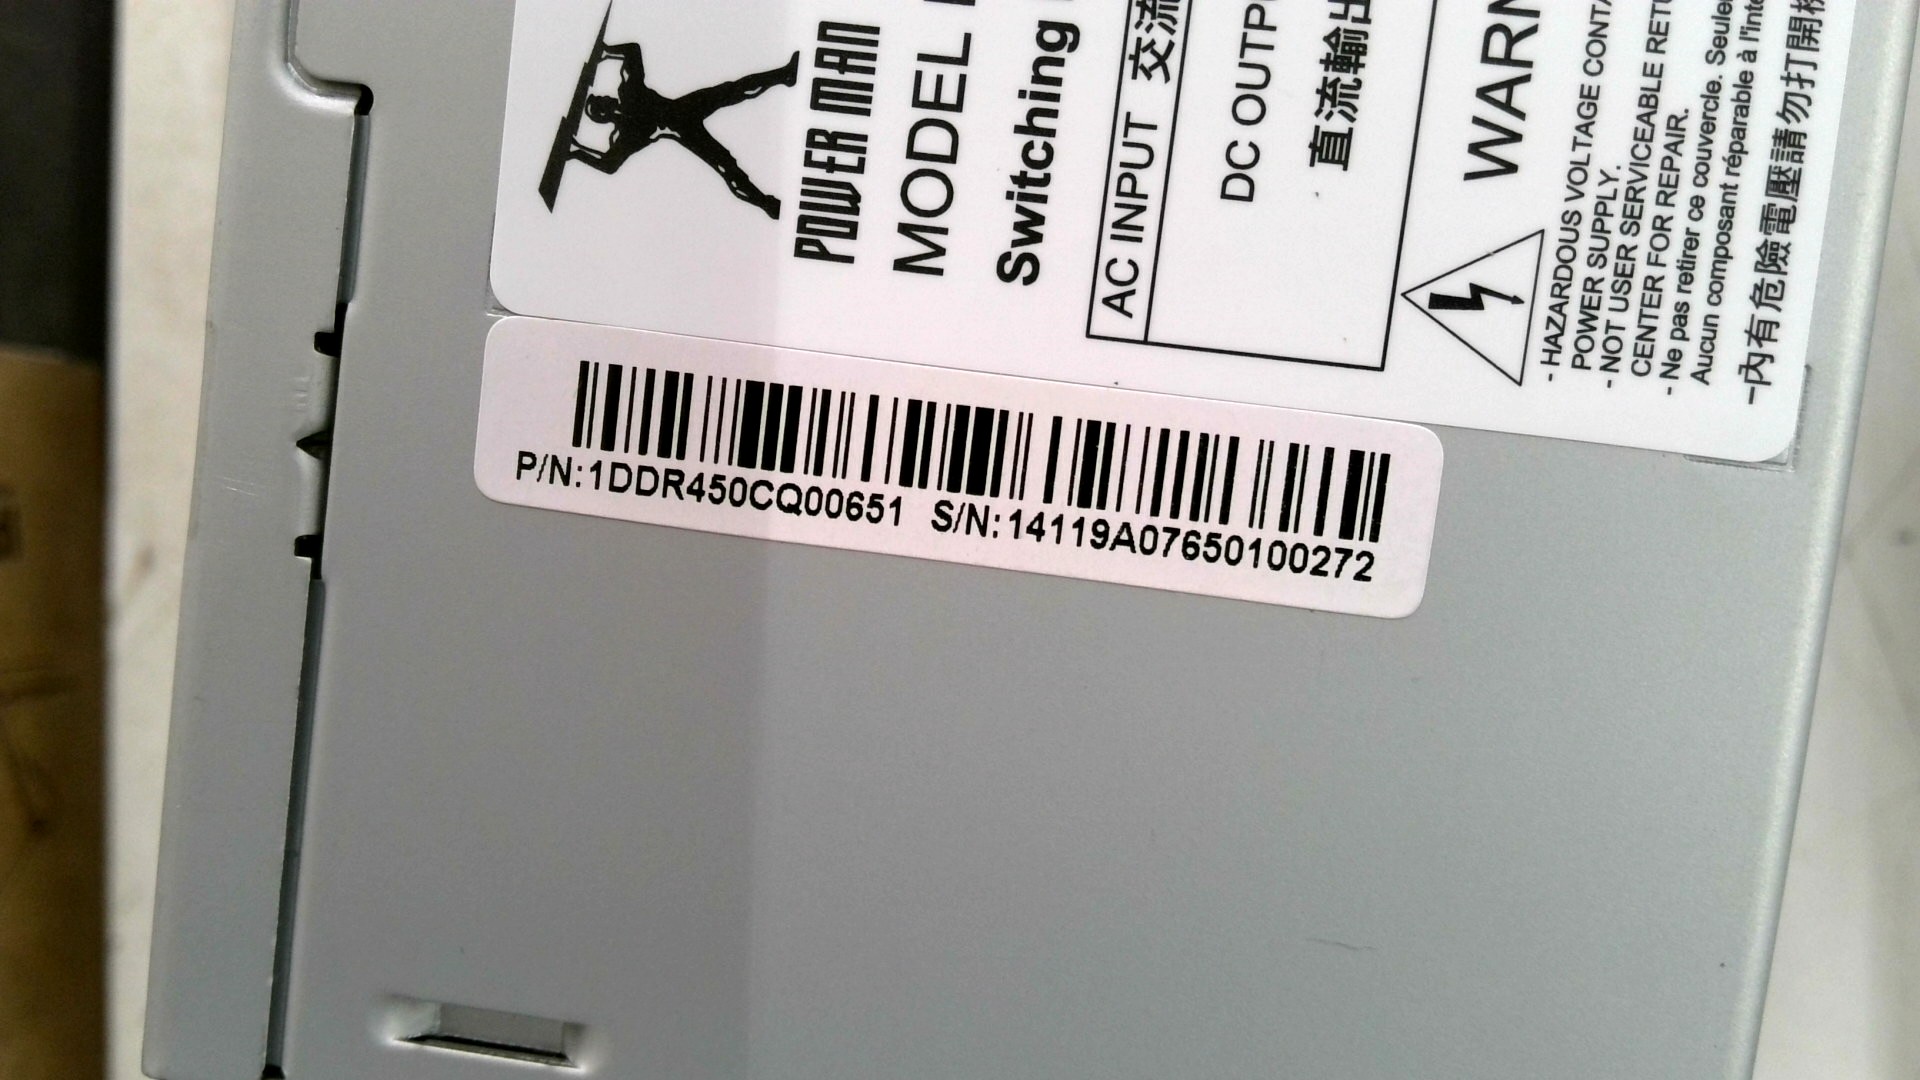 POWER MAN
MODEL
Switching
AC INPUT 交流
DC OUTPU
直流輸出
WARN
- HAZARDOUS VOLTAGE CONTA
POWER SUPPLY.
- NOT USER SERVICEABLE RETU
CENTER FOR REPAIR.
- Ne pas retirer ce couvercle. Seule
Aucun composant réparable à l'inte
-內有危險電壓請勿打開機
P/N:1DDR450CQ00651 S/N:14119A07650100272